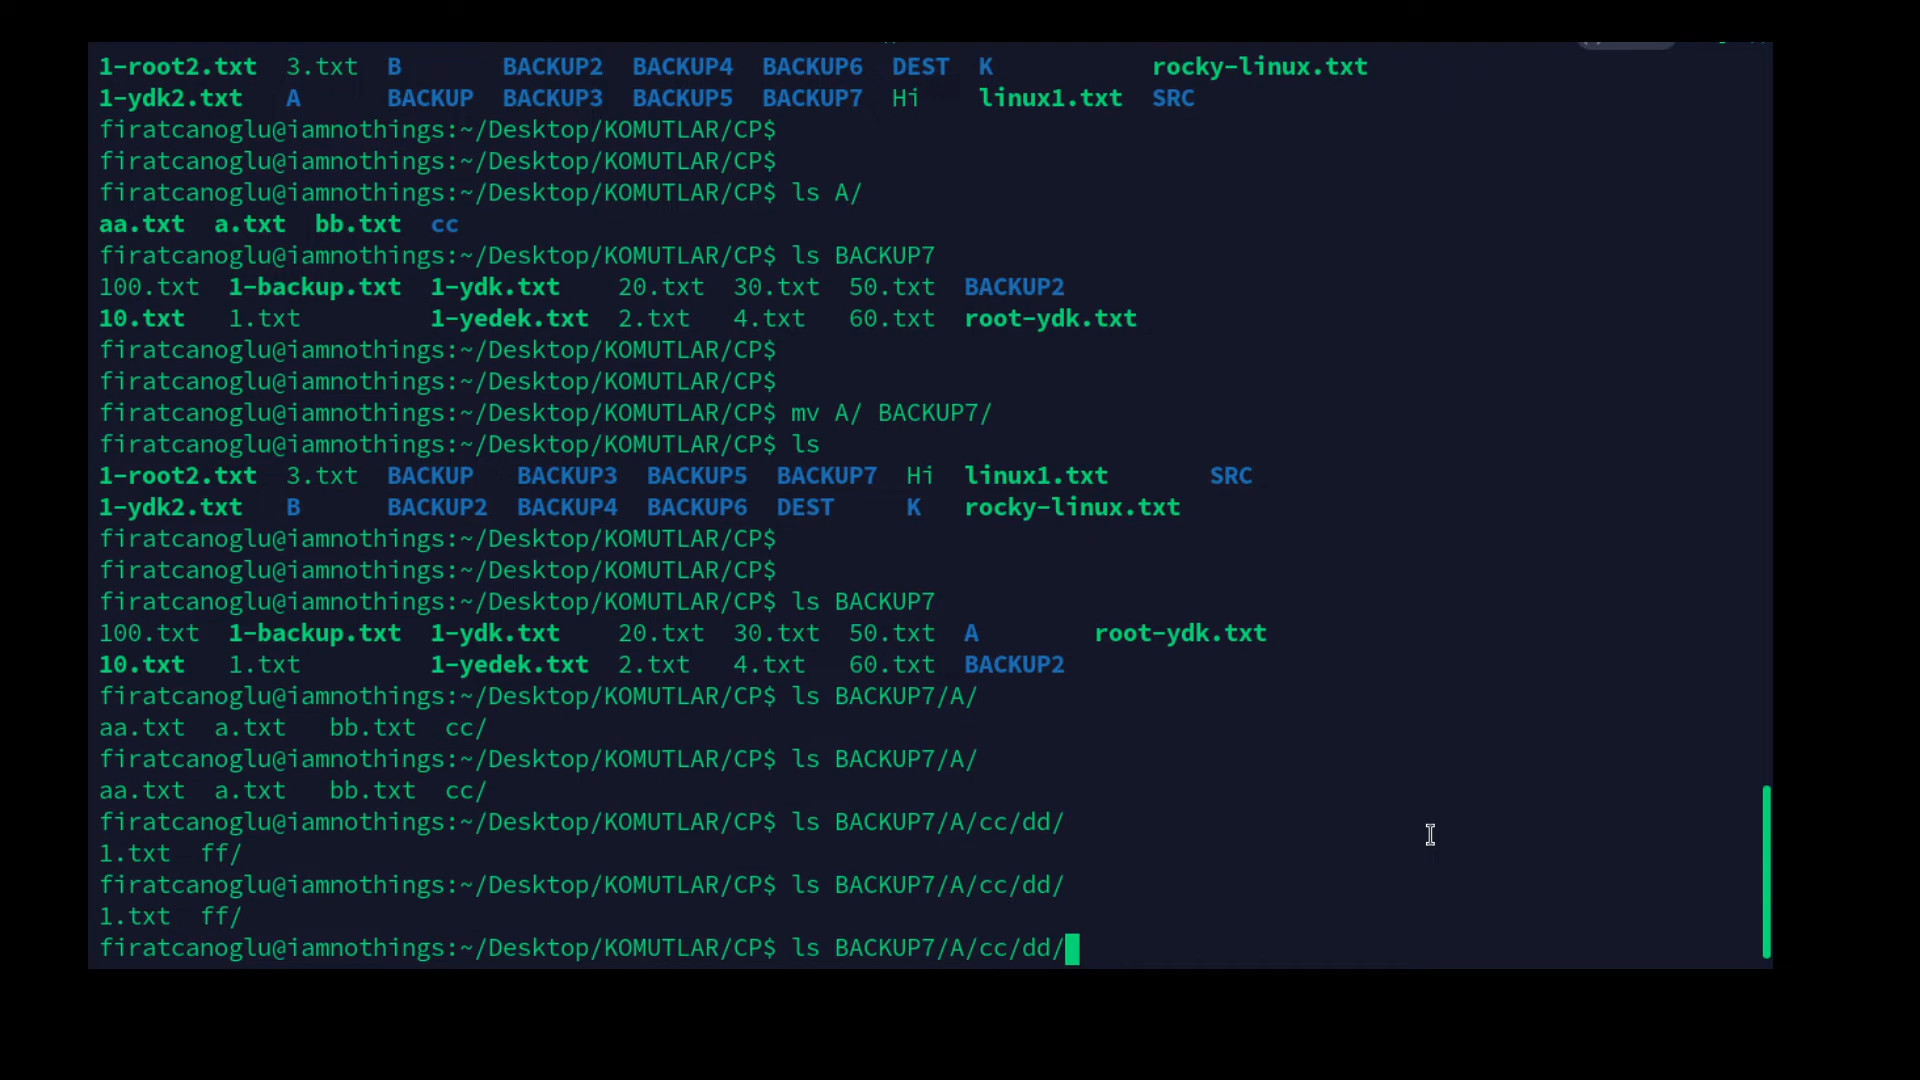 1-root2.txt  3.txt  B       BACKUP2  BACKUP4  BACKUP6  DEST  K           rocky-linux.txt
1-ydk2.txt   A      BACKUP  BACKUP3  BACKUP5  BACKUP7  Hi    linux1.txt  SRC
firatcanoglu@iamnothings:~/Desktop/KOMUTLAR/CP$
firatcanoglu@iamnothings:~/Desktop/KOMUTLAR/CP$
firatcanoglu@iamnothings:~/Desktop/KOMUTLAR/CP$ ls A/
aa.txt  a.txt  bb.txt  cc
firatcanoglu@iamnothings:~/Desktop/KOMUTLAR/CP$ ls BACKUP7
100.txt  1-backup.txt  1-ydk.txt    20.txt  30.txt  50.txt  BACKUP2
10.txt   1.txt         1-yedek.txt  2.txt   4.txt   60.txt  root-ydk.txt
firatcanoglu@iamnothings:~/Desktop/KOMUTLAR/CP$
firatcanoglu@iamnothings:~/Desktop/KOMUTLAR/CP$
firatcanoglu@iamnothings:~/Desktop/KOMUTLAR/CP$ mv A/ BACKUP7/
firatcanoglu@iamnothings:~/Desktop/KOMUTLAR/CP$ ls
1-root2.txt  3.txt  BACKUP   BACKUP3  BACKUP5  BACKUP7  Hi  linux1.txt       SRC
1-ydk2.txt   B      BACKUP2  BACKUP4  BACKUP6  DEST     K   rocky-linux.txt
firatcanoglu@iamnothings:~/Desktop/KOMUTLAR/CP$
firatcanoglu@iamnothings:~/Desktop/KOMUTLAR/CP$
firatcanoglu@iamnothings:~/Desktop/KOMUTLAR/CP$ ls BACKUP7
100.txt  1-backup.txt  1-ydk.txt    20.txt  30.txt  50.txt  A        root-ydk.txt
10.txt   1.txt         1-yedek.txt  2.txt   4.txt   60.txt  BACKUP2
firatcanoglu@iamnothings:~/Desktop/KOMUTLAR/CP$ ls BACKUP7/A/
aa.txt  a.txt   bb.txt  cc/
firatcanoglu@iamnothings:~/Desktop/KOMUTLAR/CP$ ls BACKUP7/A/
aa.txt  a.txt   bb.txt  cc/
firatcanoglu@iamnothings:~/Desktop/KOMUTLAR/CP$ ls BACKUP7/A/cc/dd/
1.txt  ff/
firatcanoglu@iamnothings:~/Desktop/KOMUTLAR/CP$ ls BACKUP7/A/cc/dd/
1.txt  ff/
firatcanoglu@iamnothings:~/Desktop/KOMUTLAR/CP$ ls BACKUP7/A/cc/dd/